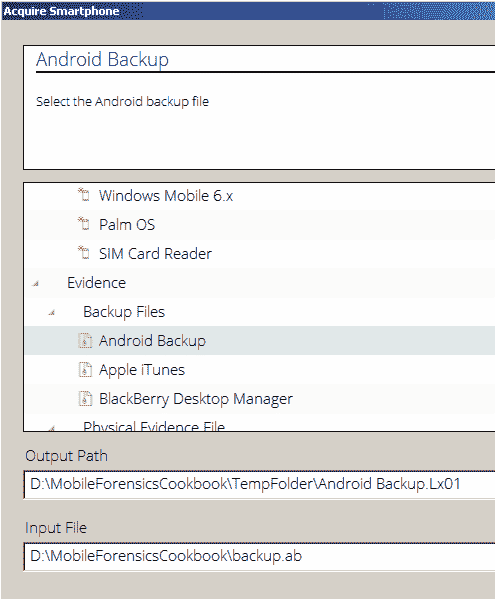 Acquire Smartphone
Android Backup
Select the Android backup file
Windows Mobile 6.x
Palm OS
SIM Card Reader
Evidence
Backup Files
Android Backup
Apple iTunes
BlackBerry Desktop Manager
Physical Evidence File
Output Path
D:\MobileForensicsCookbook\TempFolder\Android Backup.Lx01
Input File
D:\MobileForensicsCookbook\backup.ab